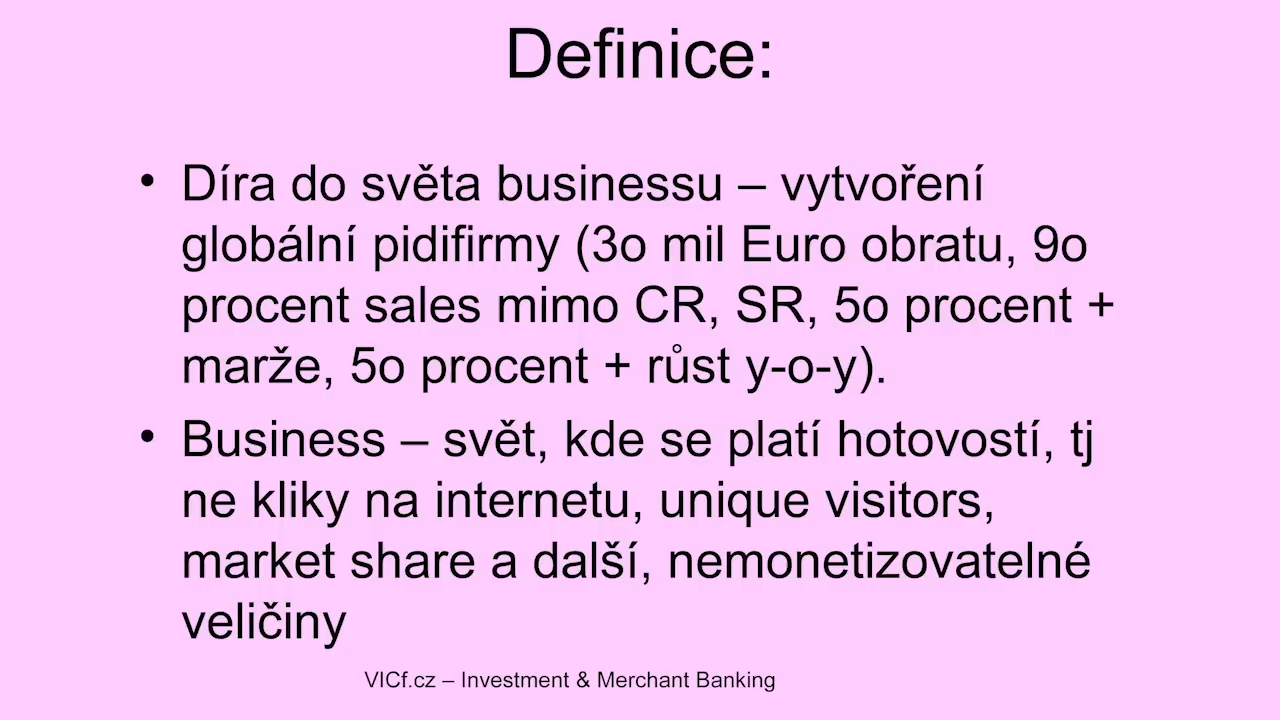 Definice:
• Díra do světa businessu – vytvoření
globální pidifirmy (3o mil Euro obratu, 9o
procent sales mimo CR, SR, 5o procent +
marže, 5o procent + růst y-o-y).
• Business – svět, kde se platí hotovostí, tj
ne kliky na internetu, unique visitors,
market share a další, nemonetizovatelné
veličiny
VICf.cz – Investment & Merchant Banking